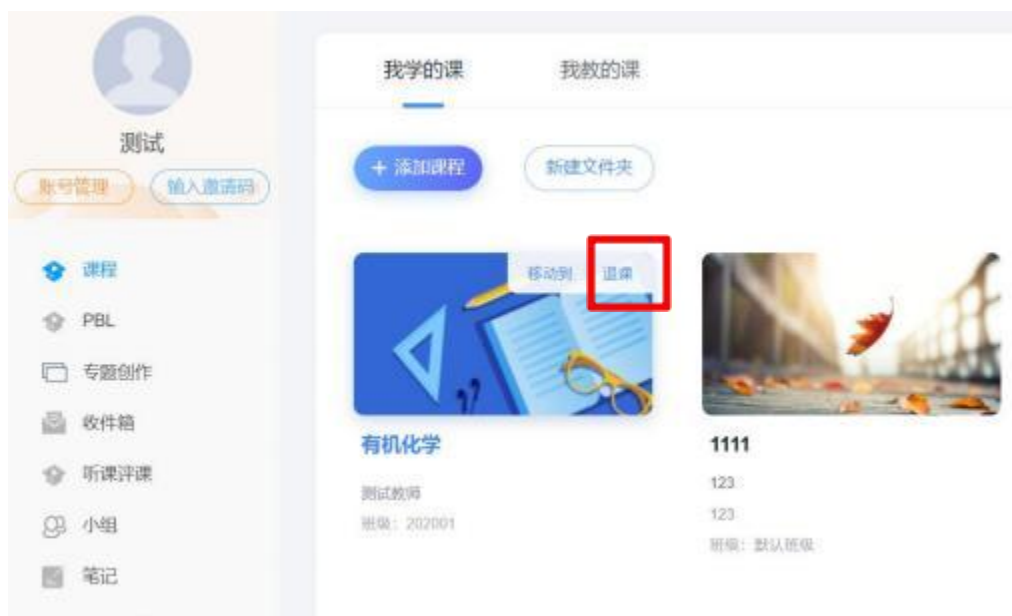 测试
账号管理
输入邀请码
课程
PBL
专题创作
收件箱
听课评课
小组
笔记
我学的课
我教的课
+ 添加课程
新建文件夹
移动到
退课
有机化学
测试教师
班级：202001
1111
123
123
班级：默认班级